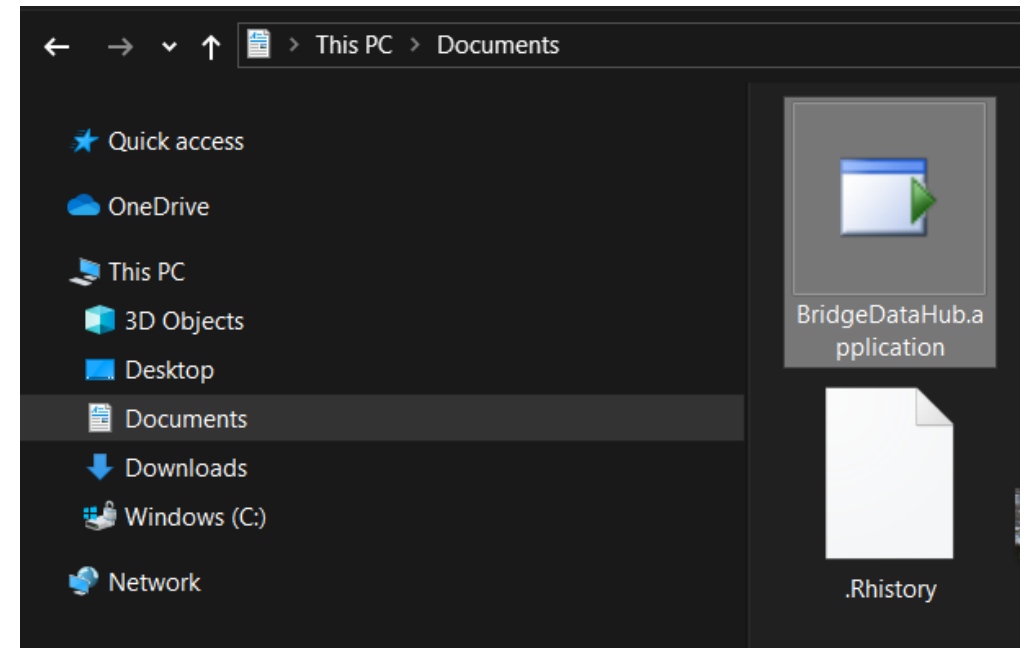 This PC > Documents
Quick access
OneDrive
This PC
3D Objects
Desktop
Documents
Downloads
Windows (C:)
Network
BridgeDataHub.a
pplication
.Rhistory